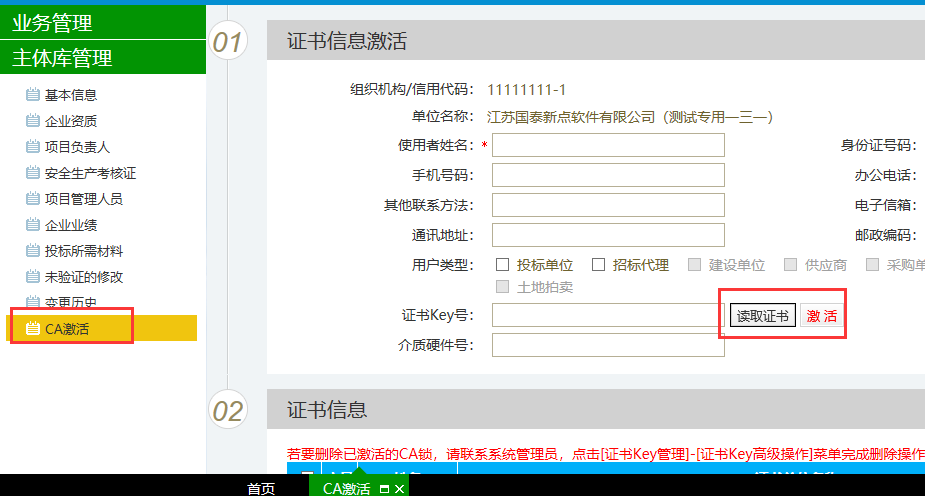 业务管理
主体库管理
基本信息
企业资质
项目负责人
安全生产考核证
项目管理人员
企业业绩
投标所需材料
未验证的修改
变更历史
CA激活
01
证书信息激活
组织机构/信用代码： 11111111-1
单位名称： 江苏国泰新点软件有限公司（测试专用一三一）
使用者姓名： * 身份证号码：
手机号码： 办公电话：
其他联系方法： 电子信箱：
通讯地址： 邮政编码：
用户类型： 投标单位 招标代理 建设单位 供应商 采购单
土地拍卖
证书Key号： 读取证书 激 活
介质硬件号：
02
证书信息
若要删除已激活的CA锁，请联系系统管理员，点击[证书Key管理]-[证书Key高级操作]菜单完成删除操作
首页 CA激活